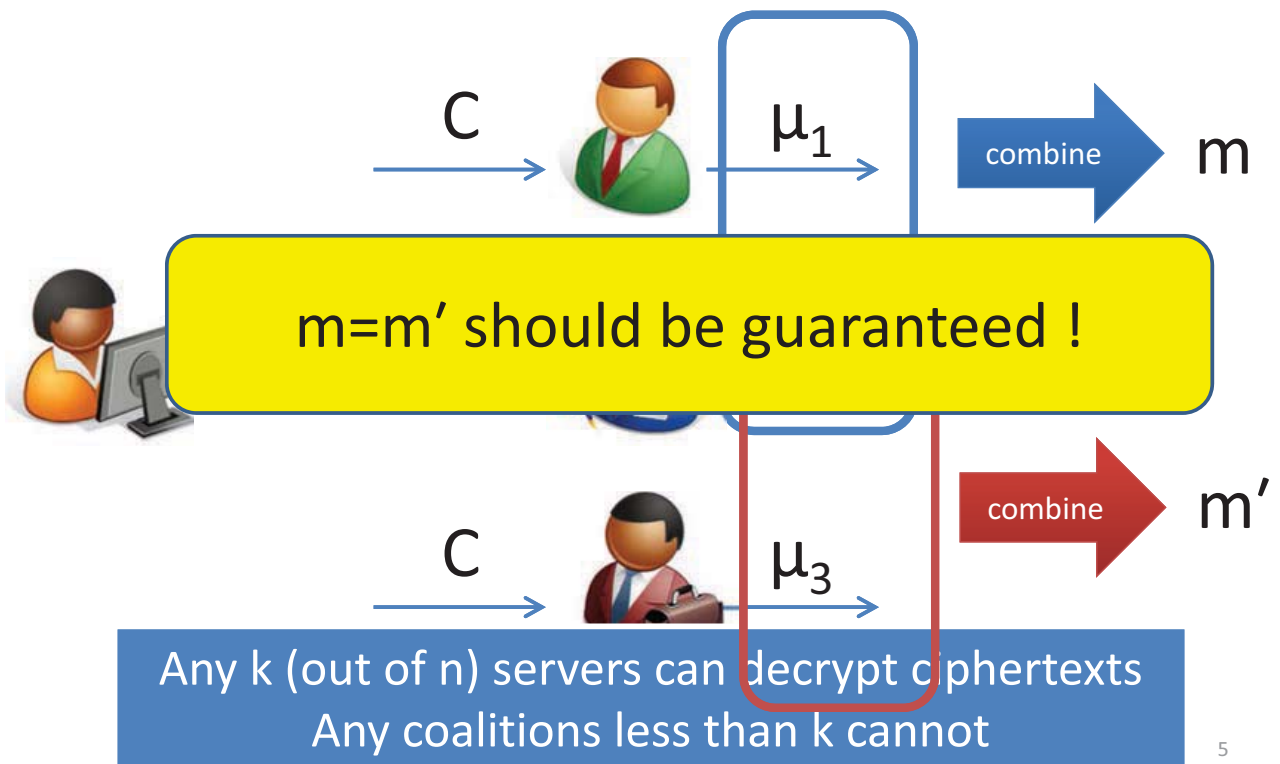 C
μ₁
combine
m
m=m′ should be guaranteed !
combine
m′
C
μ₃
Any k (out of n) servers can decrypt ciphertexts
Any coalitions less than k cannot
5